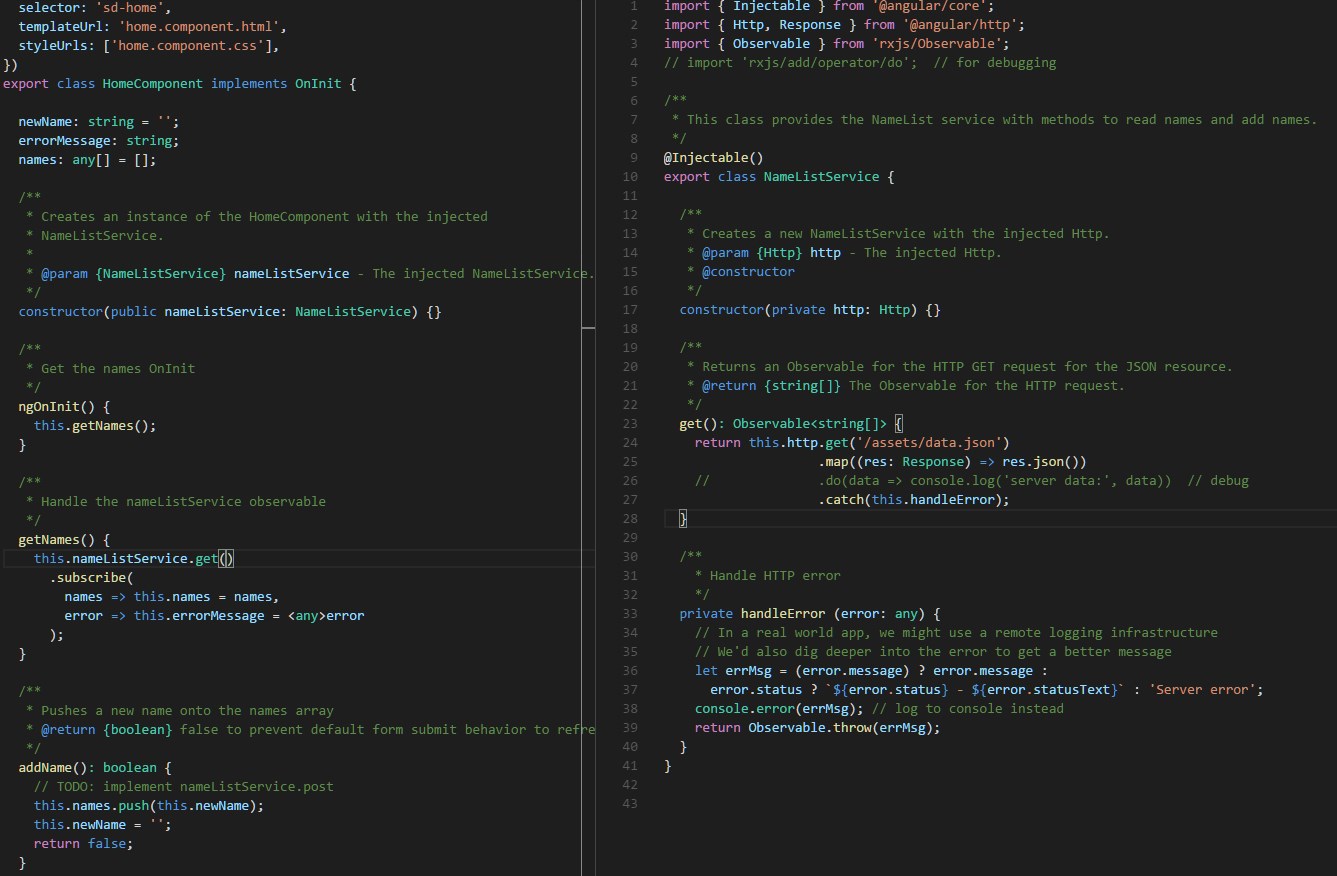 selector: 'sd-home',
  templateUrl: 'home.component.html',
  styleUrls: ['home.component.css'],
})
export class HomeComponent implements OnInit {

  newName: string = '';
  errorMessage: string;
  names: any[] = [];

  /**
   * Creates an instance of the HomeComponent with the injected
   * NameListService.
   *
   * @param {NameListService} nameListService - The injected NameListService.
   */
  constructor(public nameListService: NameListService) {}

  /**
   * Get the names OnInit
   */
  ngOnInit() {
    this.getNames();
  }

  /**
   * Handle the nameListService observable
   */
  getNames() {
    this.nameListService.get()
      .subscribe(
        names => this.names = names,
        error => this.errorMessage = <any>error
      );
  }

  /**
   * Pushes a new name onto the names array
   * @return {boolean} false to prevent default form submit behavior to refre
   */
  addName(): boolean {
    // TODO: implement nameListService.post
    this.names.push(this.newName);
    this.newName = '';
    return false;
  }
1 import { Injectable } from '@angular/core';
2 import { Http, Response } from '@angular/http';
3 import { Observable } from 'rxjs/Observable';
4 // import 'rxjs/add/operator/do';  // for debugging
5
6 /**
7  * This class provides the NameList service with methods to read names and add names.
8  */
9 @Injectable()
10 export class NameListService {
11
12   /**
13    * Creates a new NameListService with the injected Http.
14    * @param {Http} http - The injected Http.
15    * @constructor
16    */
17   constructor(private http: Http) {}
18
19   /**
20    * Returns an Observable for the HTTP GET request for the JSON resource.
21    * @return {string[]} The Observable for the HTTP request.
22    */
23   get(): Observable<string[]> {
24     return this.http.get('/assets/data.json')
25                     .map((res: Response) => res.json())
26     //              .do(data => console.log('server data:', data))  // debug
27                     .catch(this.handleError);
28   }
29
30   /**
31     * Handle HTTP error
32     */
33   private handleError (error: any) {
34     // In a real world app, we might use a remote logging infrastructure
35     // We'd also dig deeper into the error to get a better message
36     let errMsg = (error.message) ? error.message :
37       error.status ? `${error.status} - ${error.statusText}` : 'Server error';
38     console.error(errMsg); // log to console instead
39     return Observable.throw(errMsg);
40   }
41 }
42
43